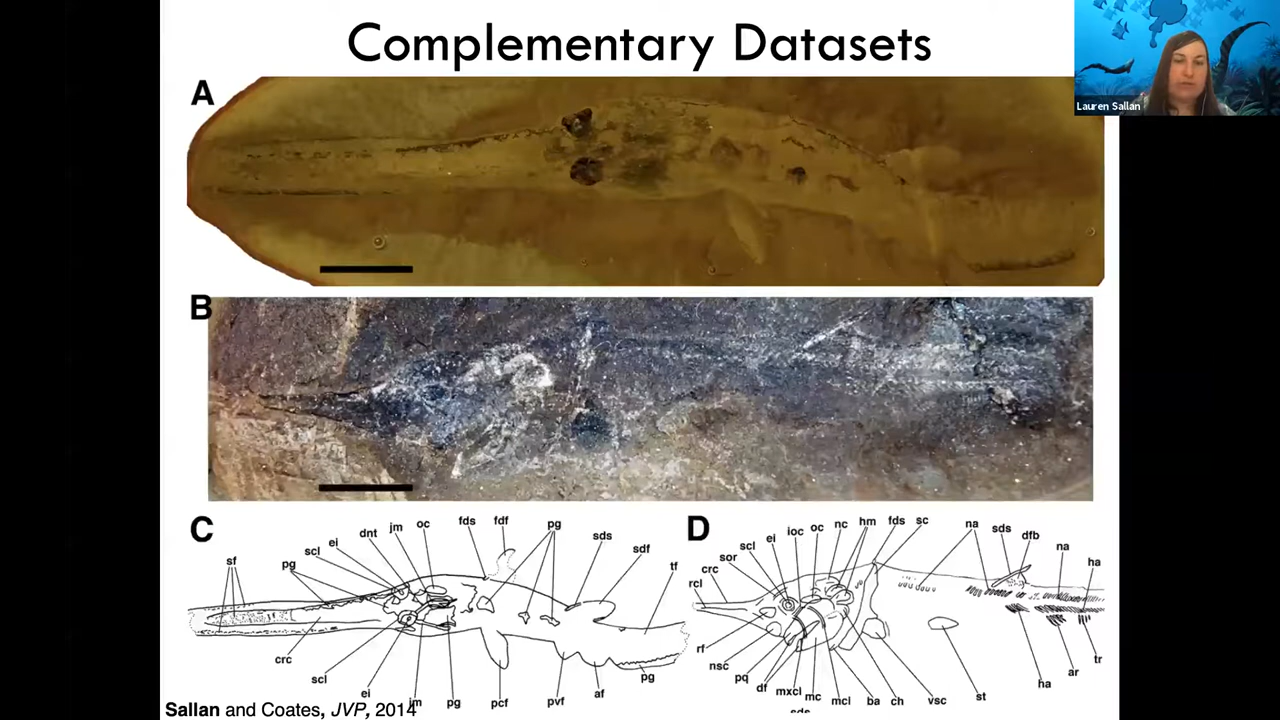 Complementary Datasets
Lauren Sallan
A
B
C
sf
pg
scl
ei
dnt
jm
oc
fds
fdf
pg
sds
sdf
tf
crc
scl
ei
jm
pg
pcf
pvf
af
pg
D
rcl
crc
sor
scl
ei
ioc
oc
nc
hm
fds
sc
na
sds
dfb
na
ha
rf
nsc
pq
df
mxcl
sds
mc
mcl
ba
ch
vsc
st
ha
ar
tr
Sallan and Coates, JVP, 2014